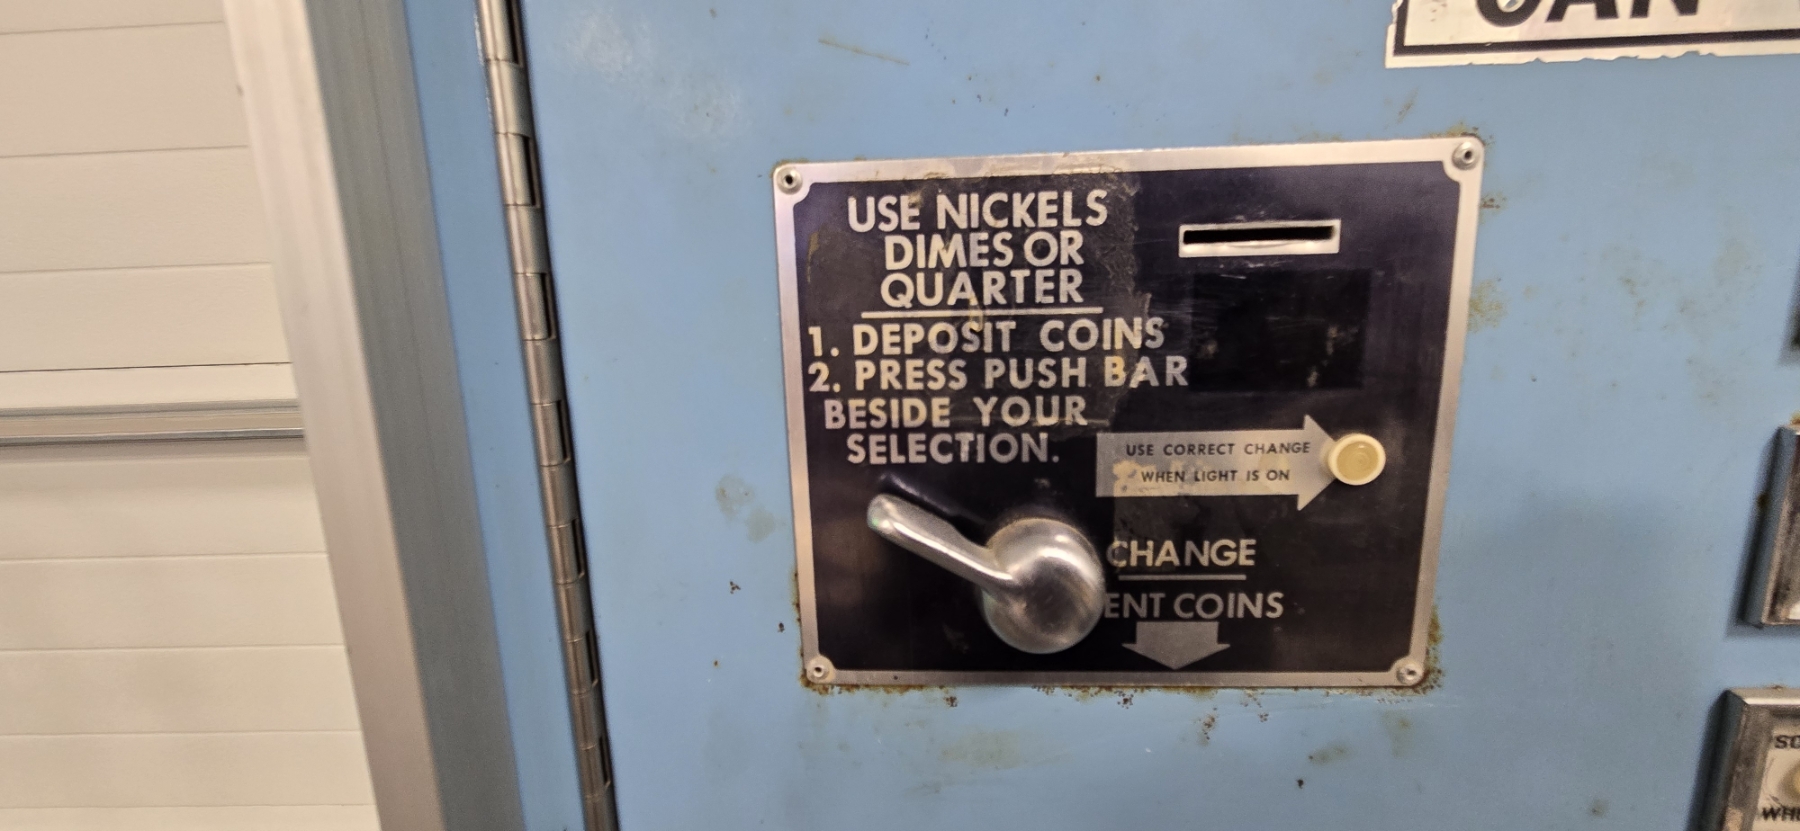 USE NICKELS
DIMES OR
QUARTER
1. DEPOSIT COINS
2. PRESS PUSH BAR
BESIDE YOUR
SELECTION.
USE CORRECT CHANGE
WHEN LIGHT IS ON
CHANGE
ENT COINS